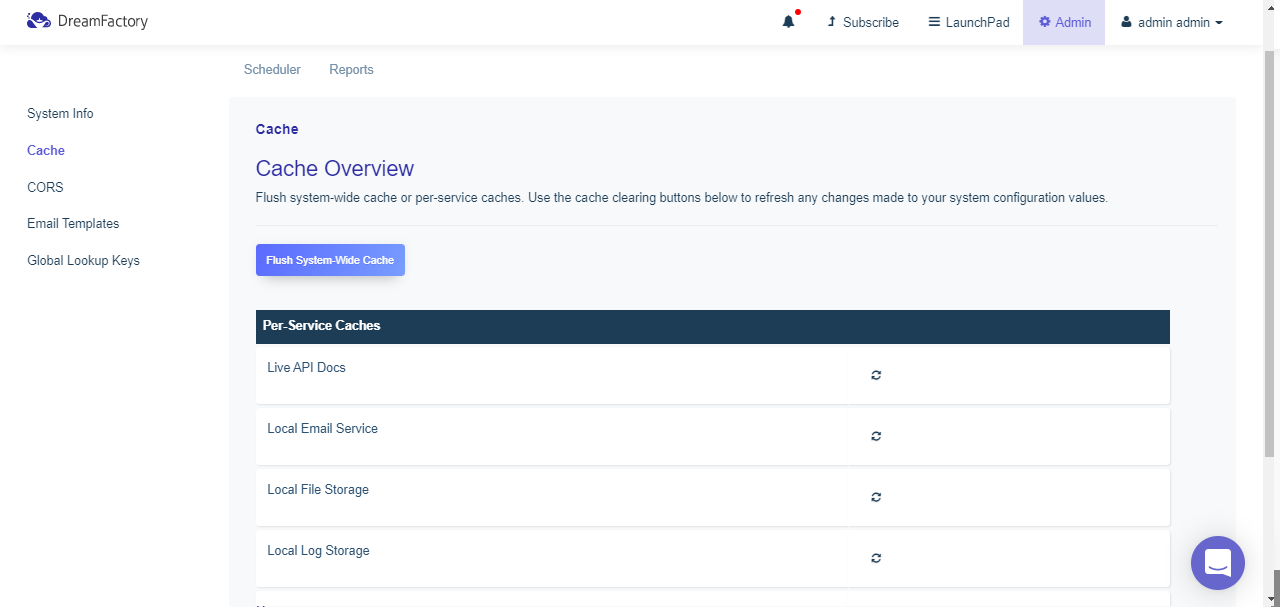 DreamFactory
Subscribe
LaunchPad
Admin
admin admin
Scheduler
Reports
System Info
Cache
CORS
Email Templates
Global Lookup Keys
Cache
Cache Overview
Flush system-wide cache or per-service caches. Use the cache clearing buttons below to refresh any changes made to your system configuration values.
Flush System-Wide Cache
Per-Service Caches
Live API Docs
Local Email Service
Local File Storage
Local Log Storage